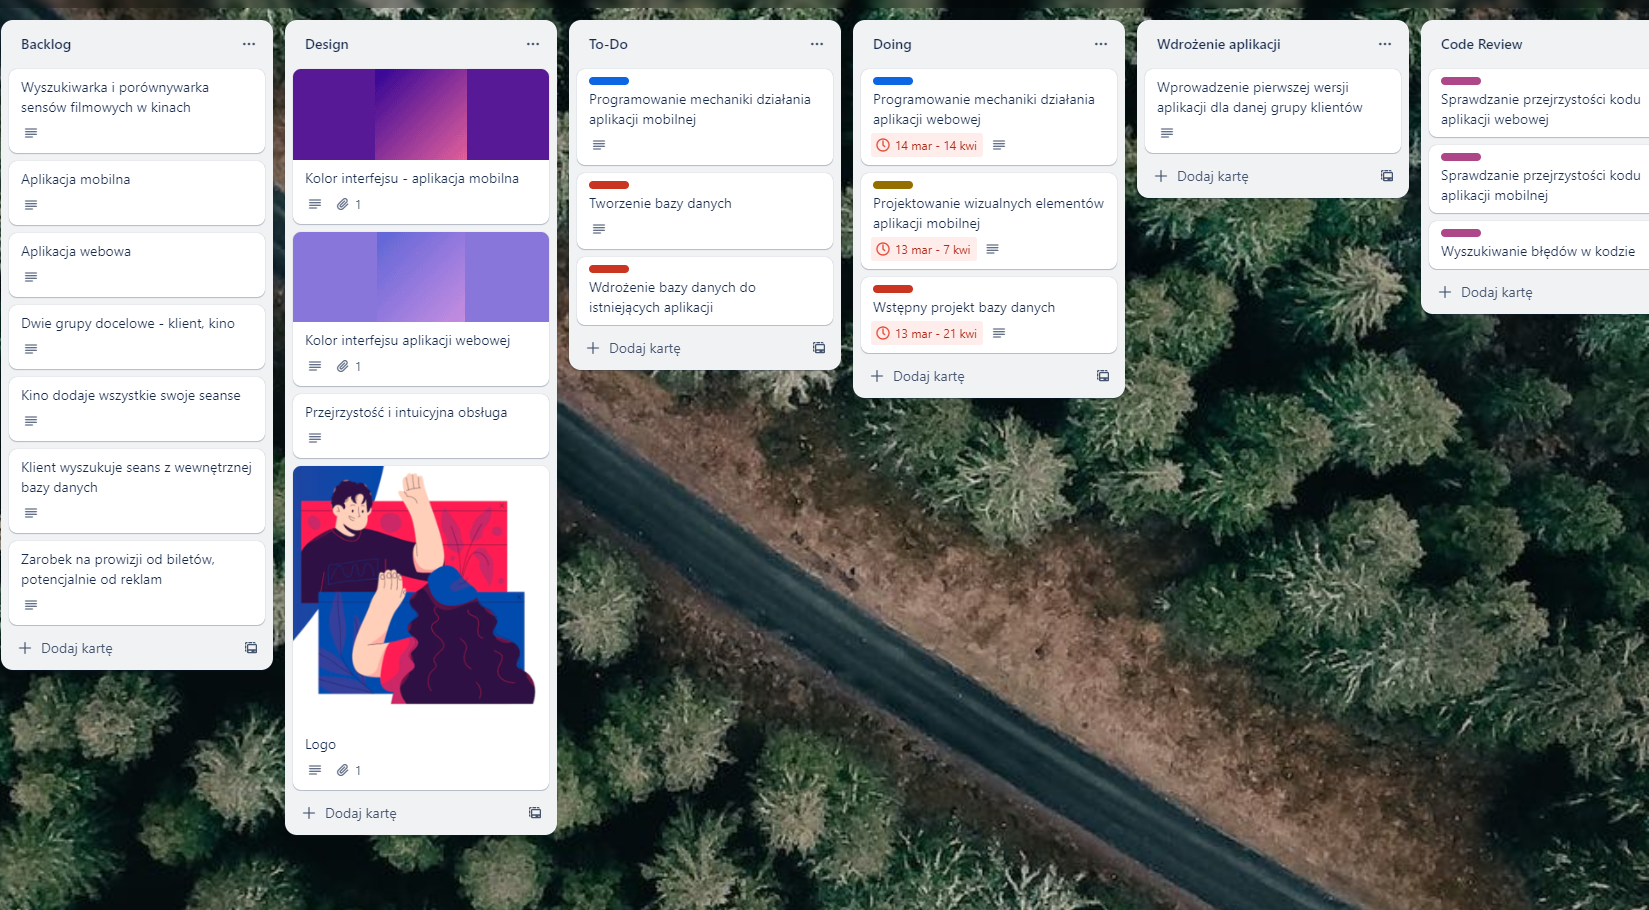 Backlog
Wyszukiwarka i porównywarka
sensów filmowych w kinach
Aplikacja mobilna
Aplikacja webowa
Dwie grupy docelowe - klient, kino
Kino dodaje wszystkie swoje seanse
Klient wyszukuje seans z wewnętrznej
bazy danych
Zarobek na prowizji od biletów,
potencjalnie od reklam
Dodaj kartę
Design
Kolor interfejsu - aplikacja mobilna
1
Kolor interfejsu aplikacji webowej
1
Przejrzystość i intuicyjna obsługa
Logo
1
Dodaj kartę
To-Do
Programowanie mechaniki działania
aplikacji mobilnej
Tworzenie bazy danych
Wdrożenie bazy danych do
istniejących aplikacji
Dodaj kartę
Doing
Programowanie mechaniki działania
aplikacji webowej
14 mar - 14 kwi
Projektowanie wizualnych elementów
aplikacji mobilnej
13 mar - 7 kwi
Wstępny projekt bazy danych
13 mar - 21 kwi
Dodaj kartę
Wdrożenie aplikacji
Wprowadzenie pierwszej wersji
aplikacji dla danej grupy klientów
Dodaj kartę
Code Review
Sprawdzanie przejrzystości kodu
aplikacji webowej
Sprawdzanie przejrzystości kodu
aplikacji mobilnej
Wyszukiwanie błędów w kodzie
Dodaj kartę